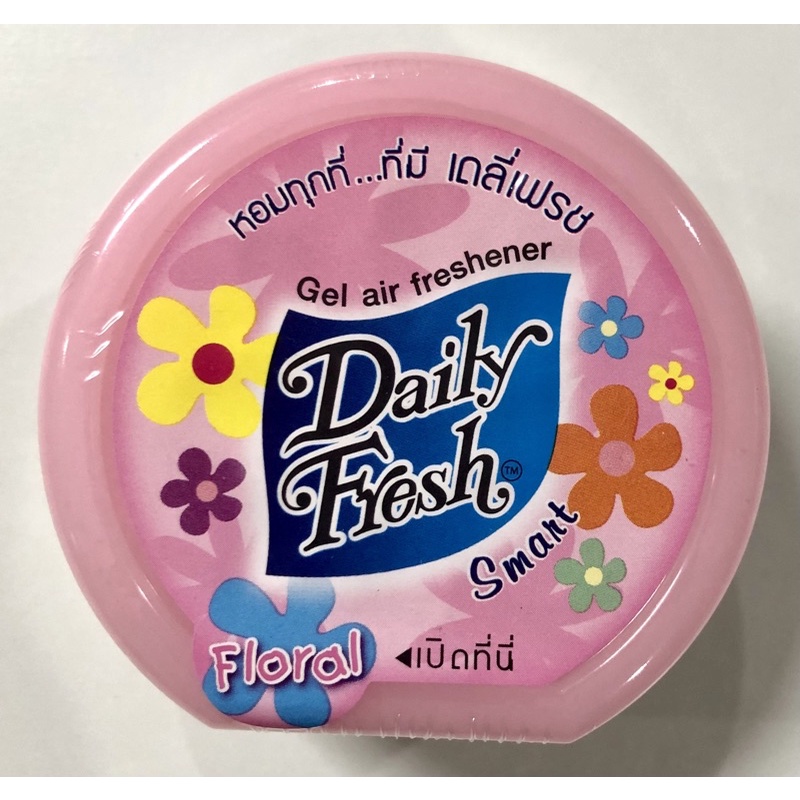 หอมทุกที่...ที่มี เดลี่เฟรช
Gel air freshener
Daily
Fresh™
Smart
Floral
◄เปิดที่นี่